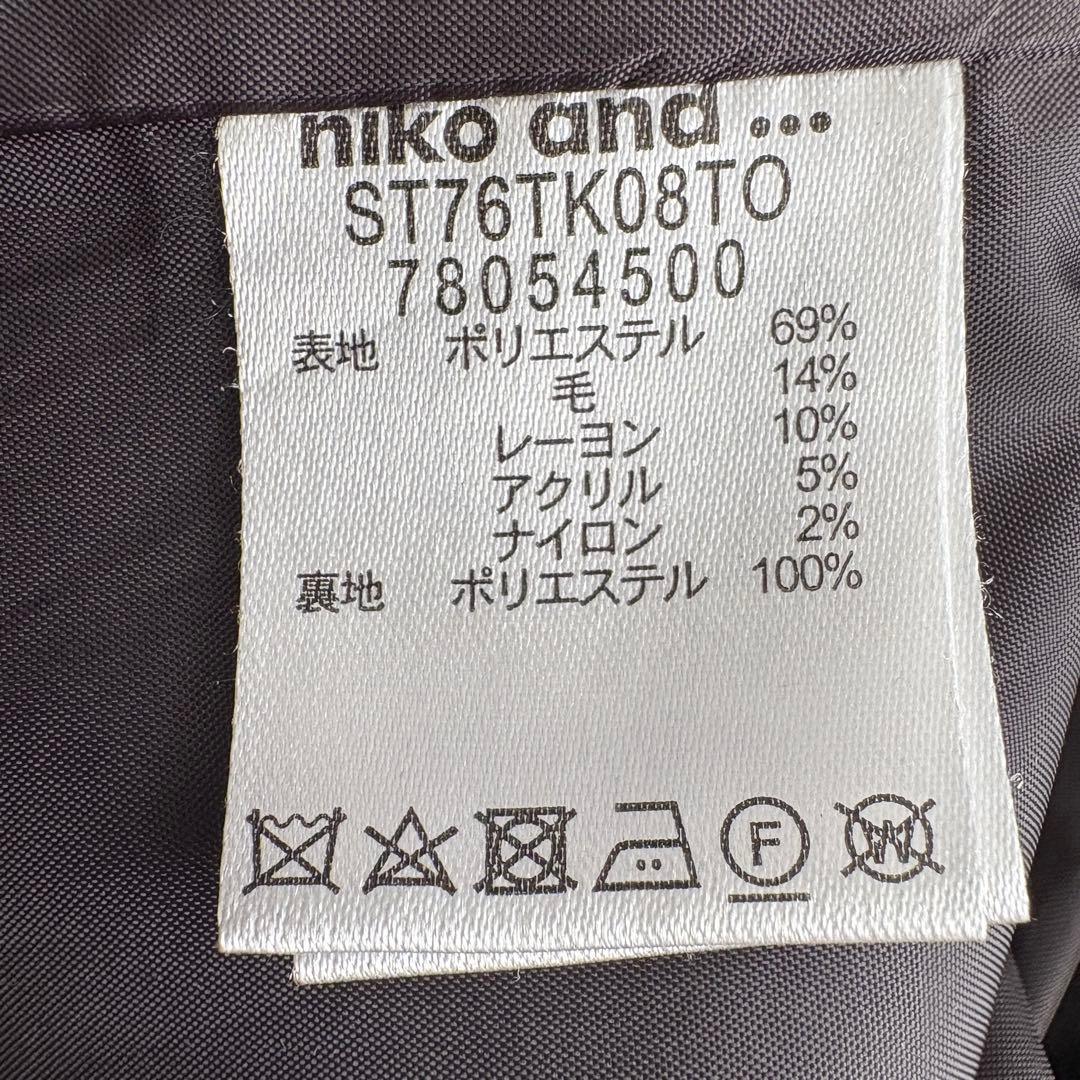 niko and ...
ST76TK08TO
78054500
表地 ポリエステル 69%
毛 14%
レーヨン 10%
アクリル 5%
ナイロン 2%
裏地 ポリエステル 100%
F
W